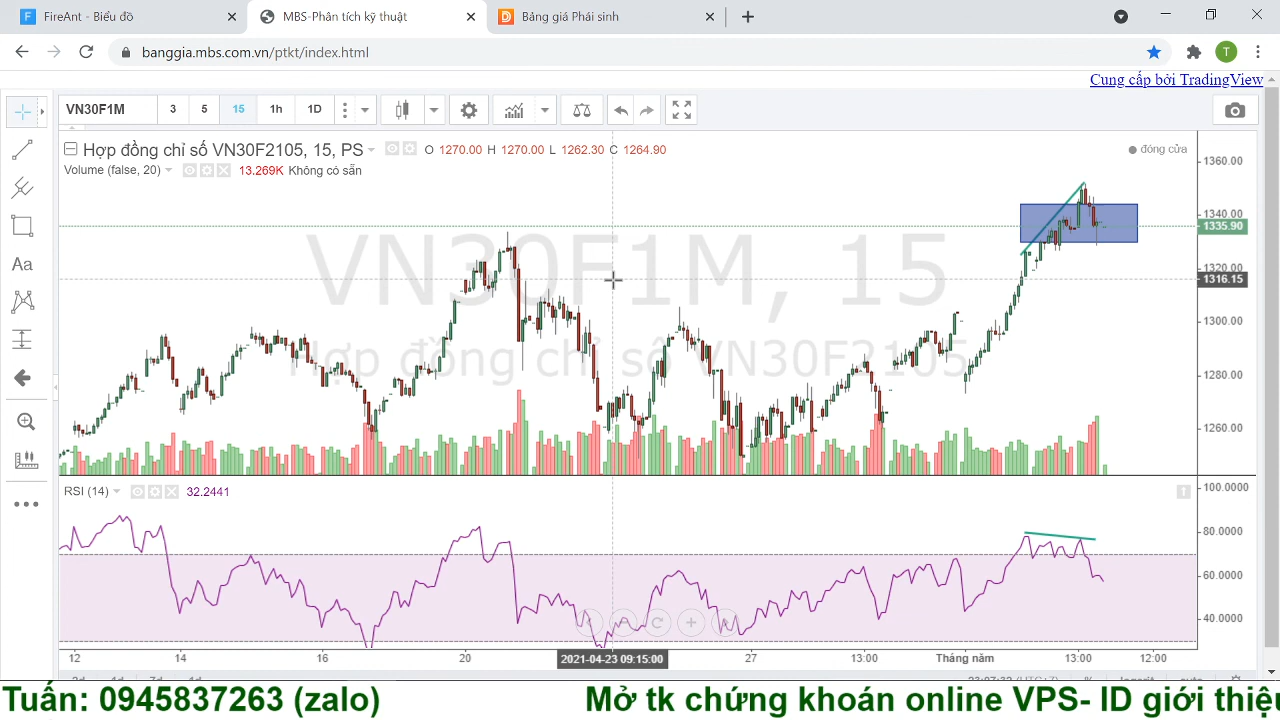 FireAnt - Biểu đồ
MBS-Phân tích kỹ thuật
Bảng giá Phái sinh
banggia.mbs.com.vn/ptkt/index.html
T
Cung cấp bởi TradingView
VN30F1M 3 5 15 1h 1D
Hợp đồng chỉ số VN30F2105, 15, PS O 1270.00 H 1270.00 L 1262.30 C 1264.90
đóng cửa
Volume (false, 20) 13.269K Không có sẵn
VN30F1M, 15
Hợp đồng chỉ số VN30F2105
Aa
1360.00
1340.00
1335.90
1320.00
1316.15
1300.00
1280.00
1260.00
RSI (14) 32.2441
100.0000
80.0000
60.0000
40.0000
12 14 16 20 2021-04-23 09:15:00 27 13:00 Tháng năm 13:00 12:00
Tuấn: 0945837263 (zalo) Mở tk chứng khoán online VPS- ID giới thiệu